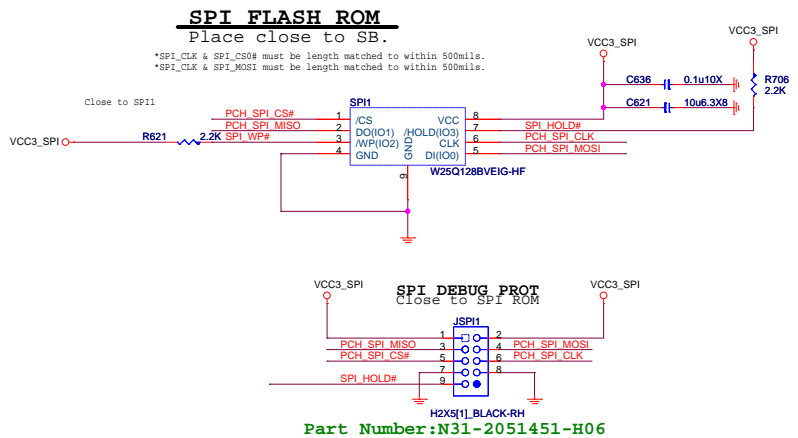 SPI FLASH ROM
Place close to SB.
*SPI_CLK & SPI_CS0# must be length matched to within 500mils.
*SPI_CLK & SPI_MOSI must be length matched to within 500mils.
VCC3_SPI
VCC3_SPI
C636 0.1u10X
R706
2.2K
C621 10u6.3X8
Close to SPI1
SPI1
PCH_SPI_CS# 1 /CS VCC 8
PCH_SPI_MISO 2 DO(IO1) /HOLD(IO3) 7 SPI_HOLD#
VCC3_SPI R621 2.2K SPI_WP# 3 /WP(IO2) CLK 6 PCH_SPI_CLK
4 GND GND DI(IO0) 5 PCH_SPI_MOSI
9
W25Q128BVEIG-HF
VCC3_SPI
VCC3_SPI
SPI DEBUG PROT
Close to SPI ROM
JSPI1
1 2
PCH_SPI_MISO 3 4 PCH_SPI_MOSI
PCH_SPI_CS# 5 6 PCH_SPI_CLK
7 8
SPI_HOLD# 9
H2X5[1]_BLACK-RH
Part Number:N31-2051451-H06